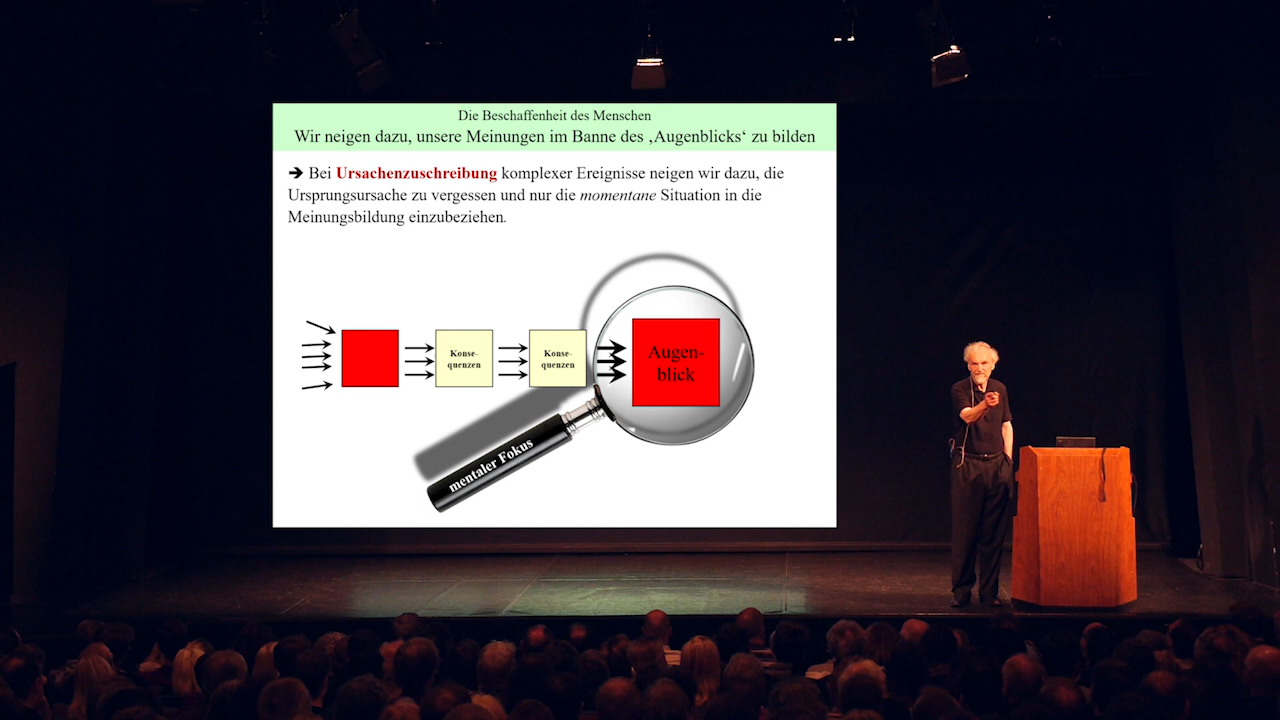 Die Beschaffenheit des Menschen
Wir neigen dazu, unsere Meinungen im Banne des ‚Augenblicks‘ zu bilden
➔ Bei Ursachenzuschreibung komplexer Ereignisse neigen wir dazu, die
Ursprungsursache zu vergessen und nur die momentane Situation in die
Meinungsbildung einzubeziehen.
Konse-
quenzen
Konse-
quenzen
Augen-
blick
mentaler Fokus